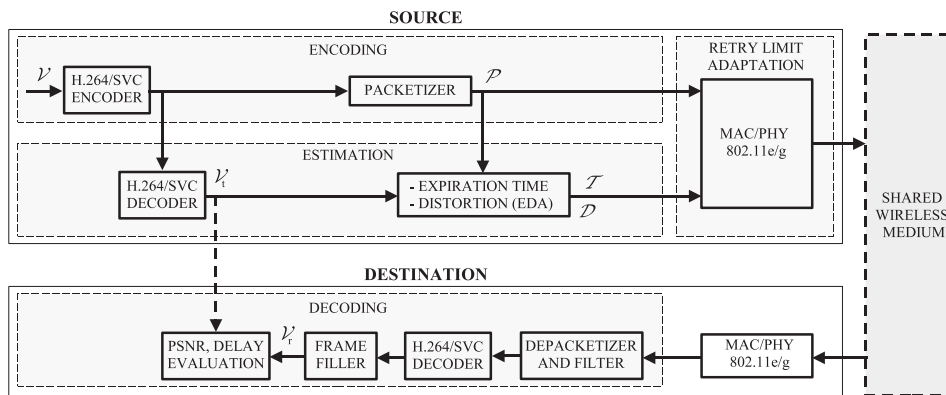 SOURCE
ENCODING
RETRY LIMIT
ADAPTATION
V
H.264/SVC
ENCODER
PACKETIZER
P
MAC/PHY
802.11e/g
ESTIMATION
H.264/SVC
DECODER
Vt
- EXPIRATION TIME
- DISTORTION (EDA)
T
D
SHARED
WIRELESS
MEDIUM
DESTINATION
DECODING
PSNR, DELAY
EVALUATION
Vr
FRAME
FILLER
H.264/SVC
DECODER
DEPACKETIZER
AND FILTER
MAC/PHY
802.11e/g